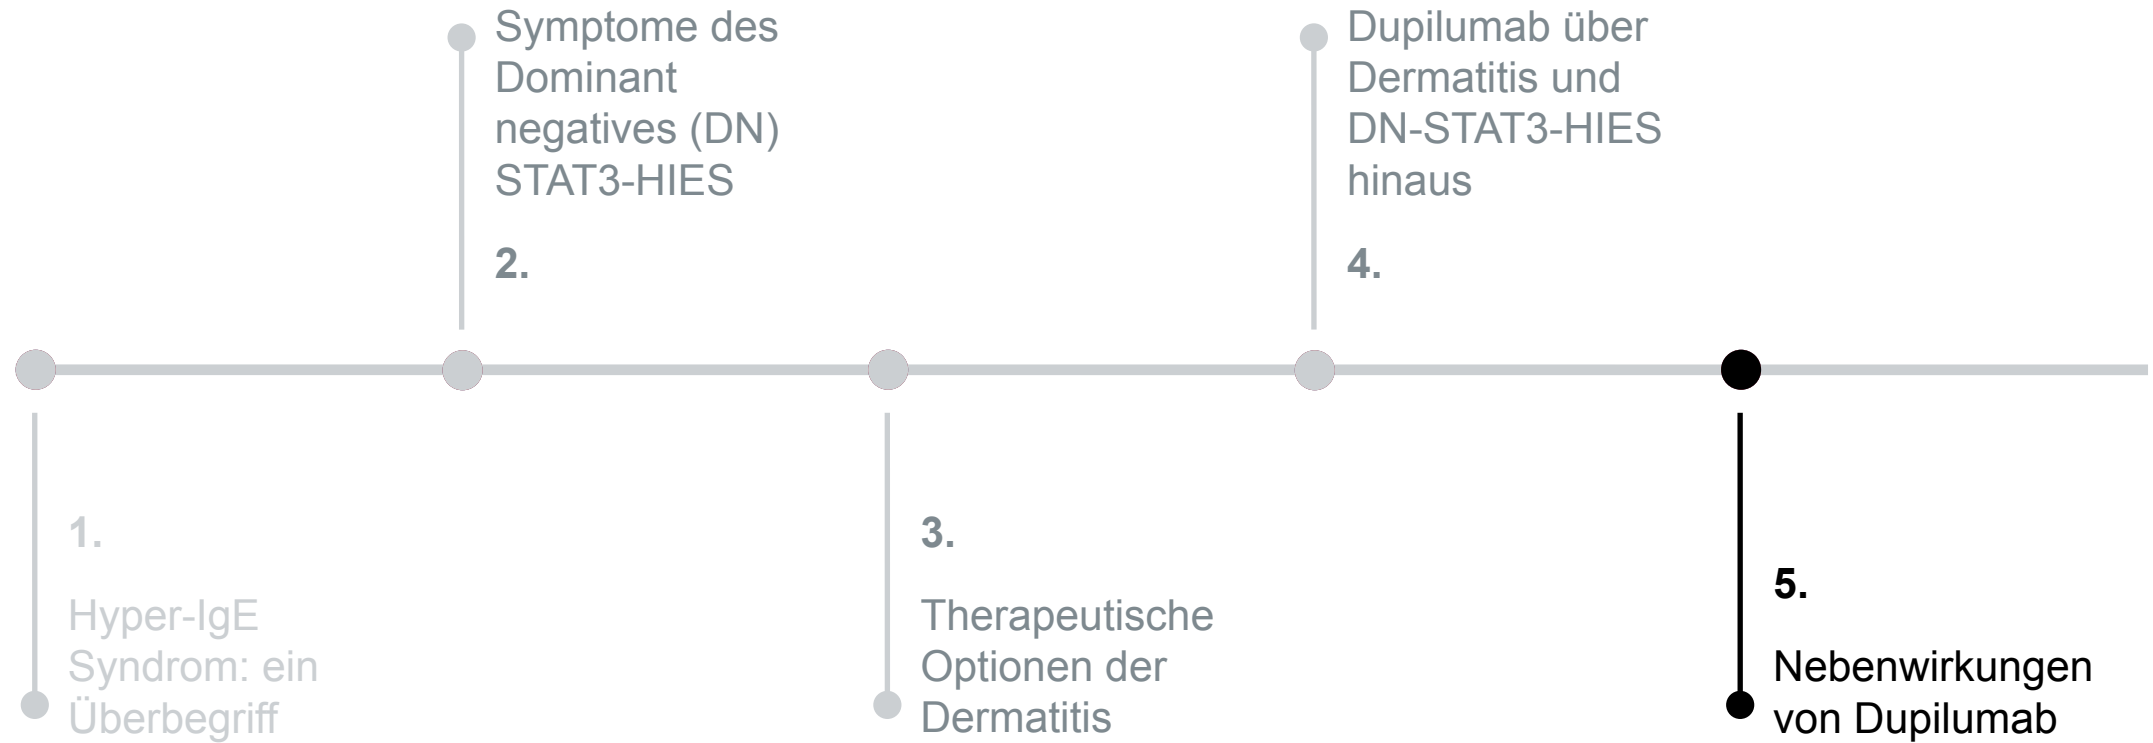 1.
Hyper-IgE
Syndrom: ein
Überbegriff
Symptome des
Dominant
negatives (DN)
STAT3-HIES
2.
3.
Therapeutische
Optionen der
Dermatitis
Dupilumab über
Dermatitis und
DN-STAT3-HIES
hinaus
4.
5.
Nebenwirkungen
von Dupilumab